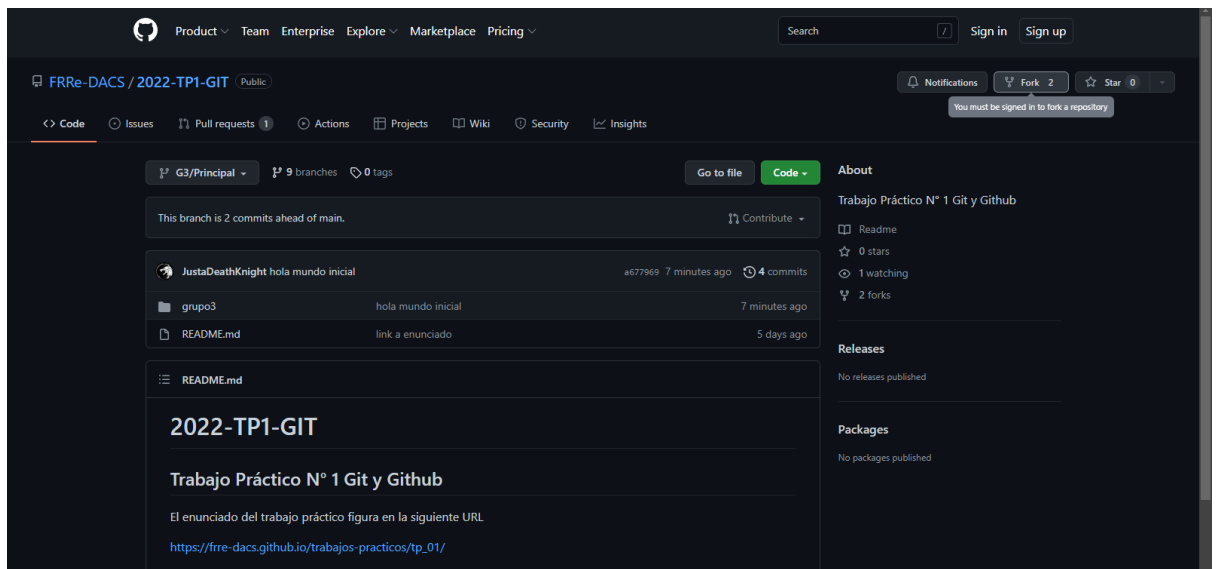 Product Team Enterprise Explore Marketplace Pricing Search / Sign in Sign up
FRRe-DACS / 2022-TP1-GIT Public Notifications Fork 2 Star 0
You must be signed in to fork a repository
<> Code Issues Pull requests 1 Actions Projects Wiki Security Insights
G3/Principal 9 branches 0 tags Go to file Code
This branch is 2 commits ahead of main. Contribute
JustaDeathKnight hola mundo inicial a677969 7 minutes ago 4 commits
grupo3 hola mundo inicial 7 minutes ago
README.md link a enunciado 5 days ago
README.md
2022-TP1-GIT
Trabajo Práctico N° 1 Git y Github
El enunciado del trabajo práctico figura en la siguiente URL
https://frre-dacs.github.io/trabajos-practicos/tp_01/
About
Trabajo Práctico N° 1 Git y Github
Readme
0 stars
1 watching
2 forks
Releases
No releases published
Packages
No packages published